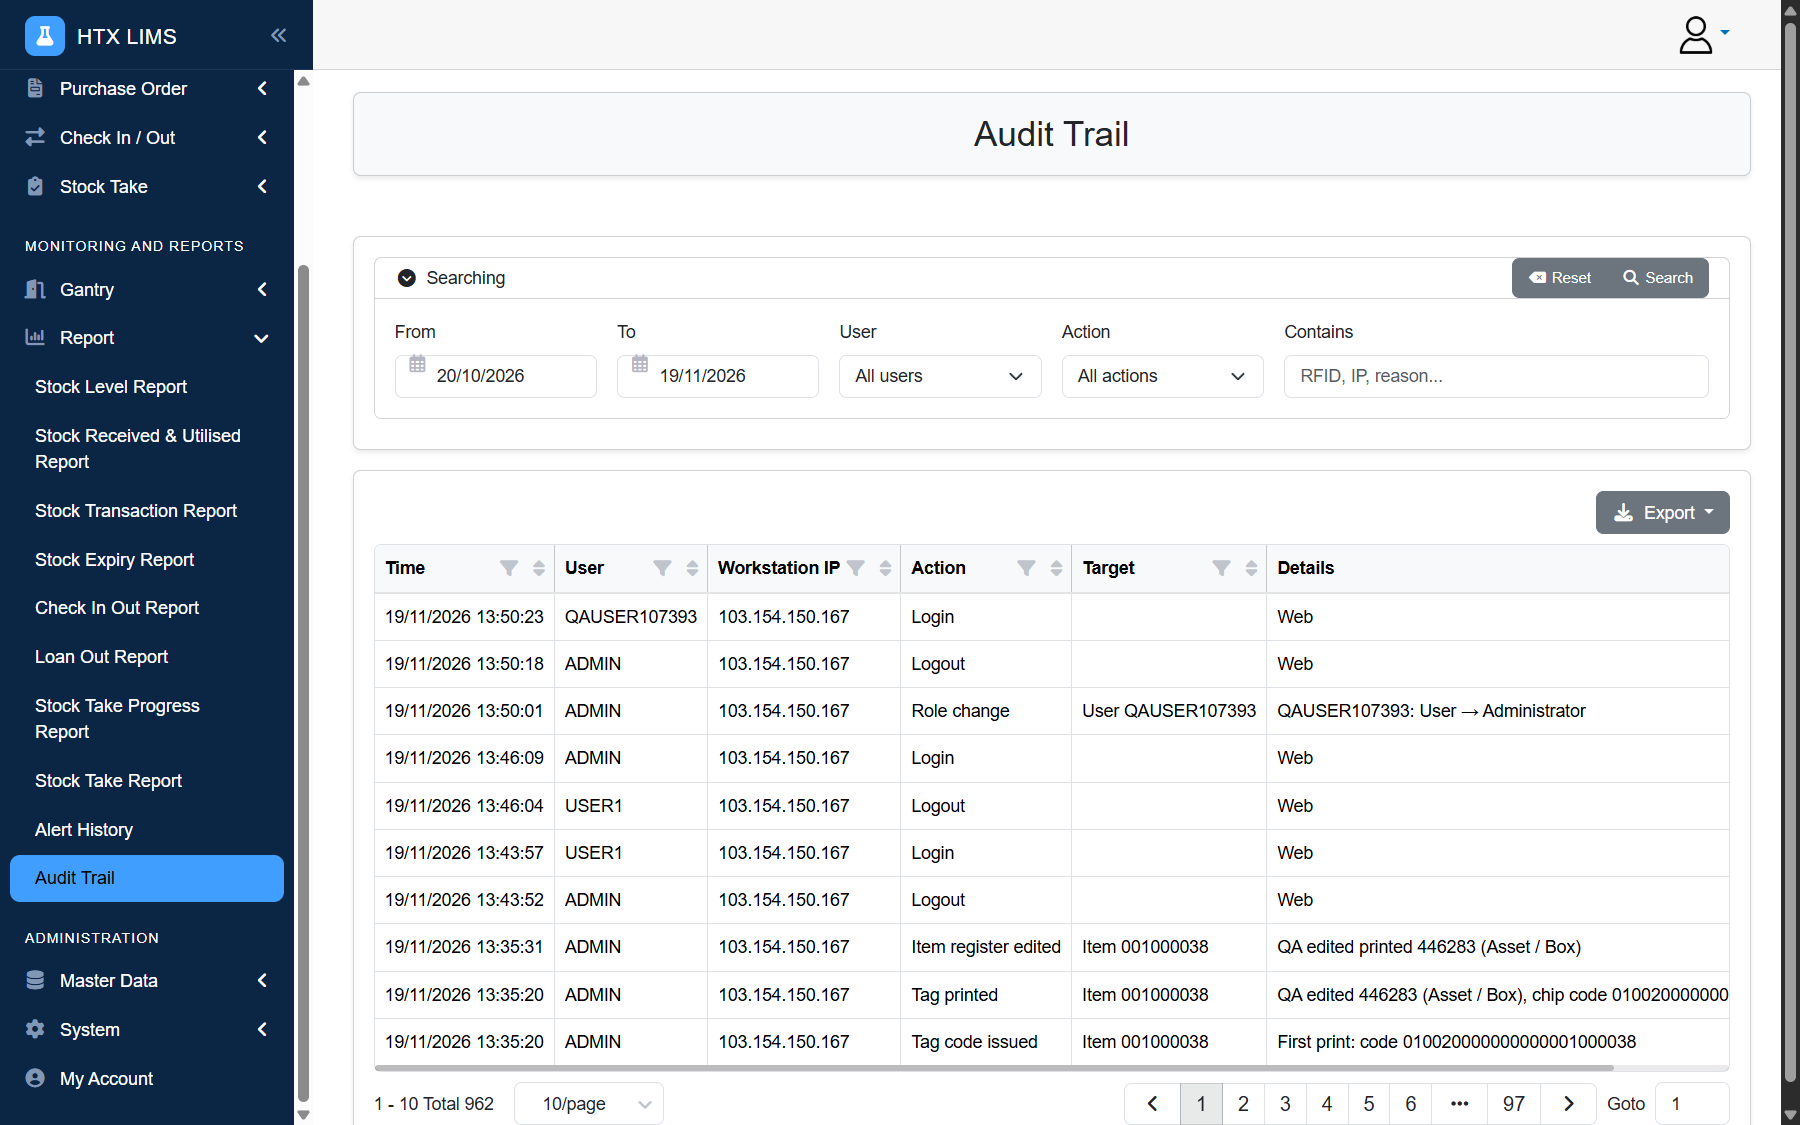 HTX LIMS
Purchase Order
Check In / Out
Stock Take
MONITORING AND REPORTS
Gantry
Report
Stock Level Report
Stock Received & Utilised
Report
Stock Transaction Report
Stock Expiry Report
Check In Out Report
Loan Out Report
Stock Take Progress
Report
Stock Take Report
Alert History
Audit Trail
ADMINISTRATION
Master Data
System
My Account
Audit Trail
Searching
Reset Search
From To User Action Contains
20/10/2026 19/11/2026 All users All actions RFID, IP, reason...
Export
Time User Workstation IP Action Target Details
19/11/2026 13:50:23 QAUSER107393 103.154.150.167 Login Web
19/11/2026 13:50:18 ADMIN 103.154.150.167 Logout Web
19/11/2026 13:50:01 ADMIN 103.154.150.167 Role change User QAUSER107393 QAUSER107393: User → Administrator
19/11/2026 13:46:09 ADMIN 103.154.150.167 Login Web
19/11/2026 13:46:04 USER1 103.154.150.167 Logout Web
19/11/2026 13:43:57 USER1 103.154.150.167 Login Web
19/11/2026 13:43:52 ADMIN 103.154.150.167 Logout Web
19/11/2026 13:35:31 ADMIN 103.154.150.167 Item register edited Item 001000038 QA edited printed 446283 (Asset / Box)
19/11/2026 13:35:20 ADMIN 103.154.150.167 Tag printed Item 001000038 QA edited 446283 (Asset / Box), chip code 010020000000
19/11/2026 13:35:20 ADMIN 103.154.150.167 Tag code issued Item 001000038 First print: code 010020000000000001000038
1 - 10 Total 962 10/page 1 2 3 4 5 6 ••• 97 Goto 1